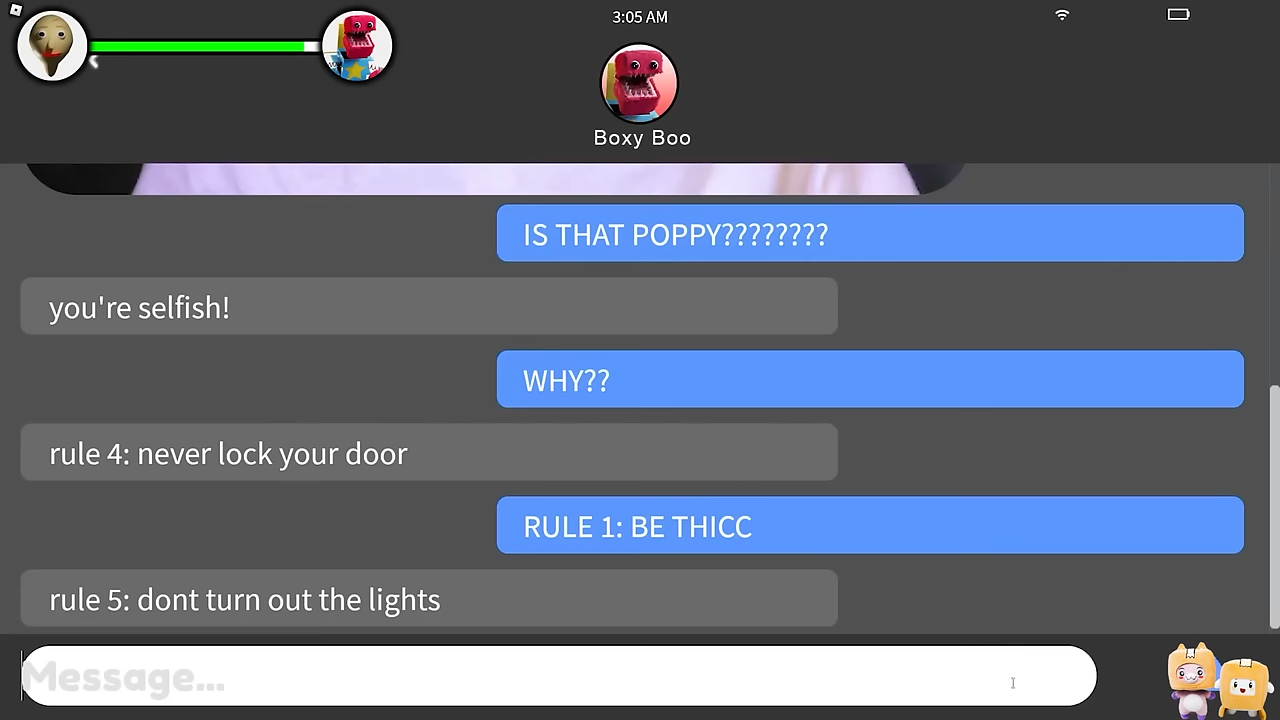 3:05 AM
Boxy Boo
IS THAT POPPY????????
you're selfish!
WHY??
rule 4: never lock your door
RULE 1: BE THICC
rule 5: dont turn out the lights
Message...